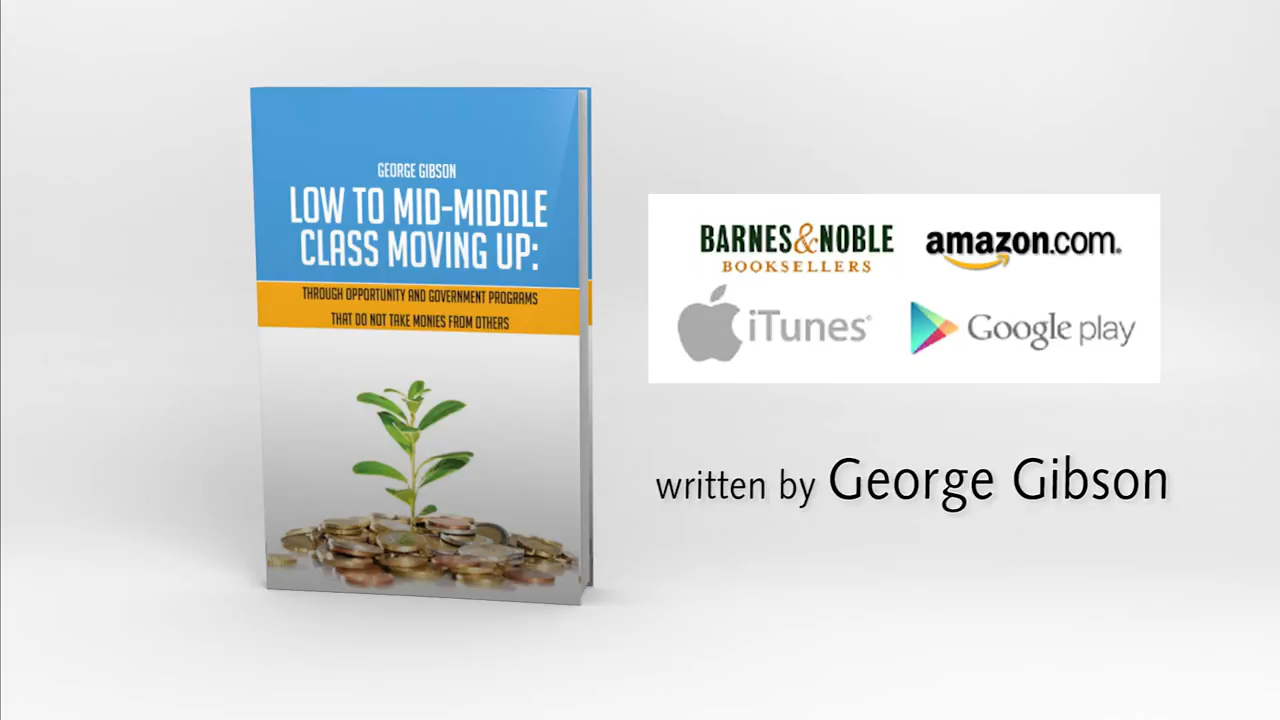 GEORGE GIBSON
LOW TO MID-MIDDLE
CLASS MOVING UP:
THROUGH OPPORTUNITY AND GOVERNMENT PROGRAMS
THAT DO NOT TAKE MONIES FROM OTHERS
BARNES&NOBLE
BOOKSELLERS
amazon.com.
iTunes®
Google play
written by George Gibson